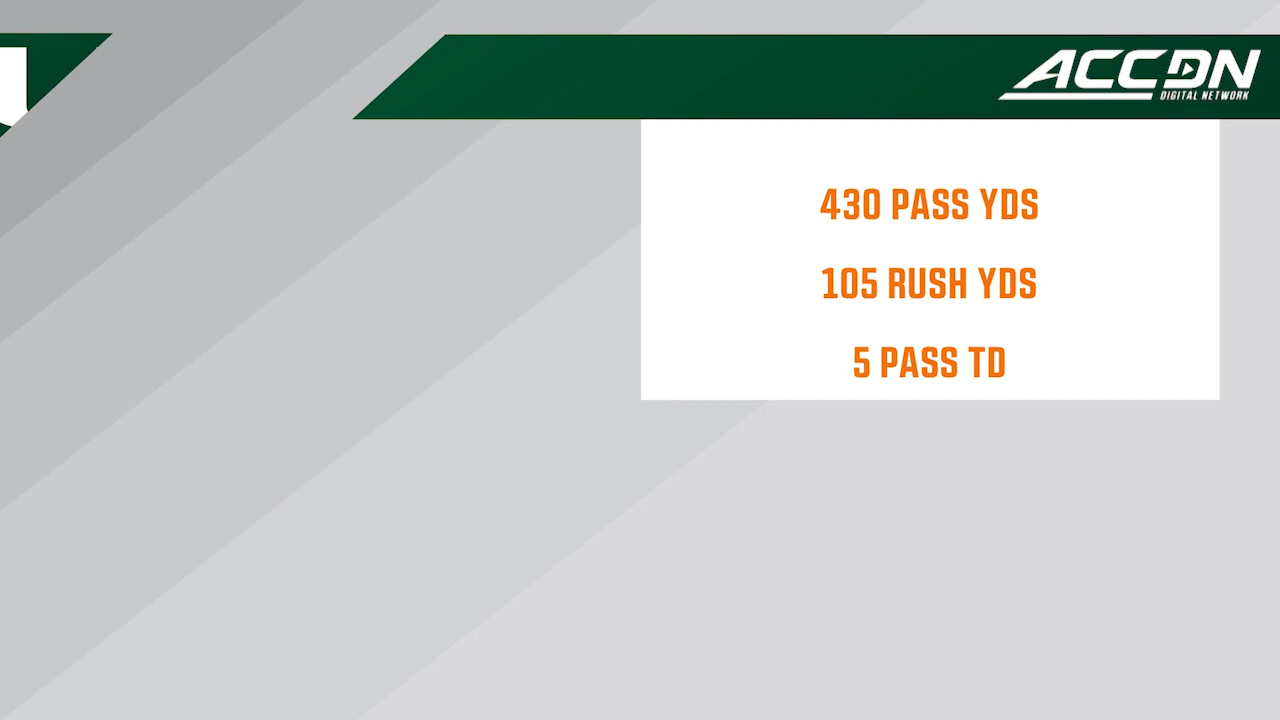 ACCDN
DIGITAL NETWORK
430 PASS YDS
105 RUSH YDS
5 PASS TD